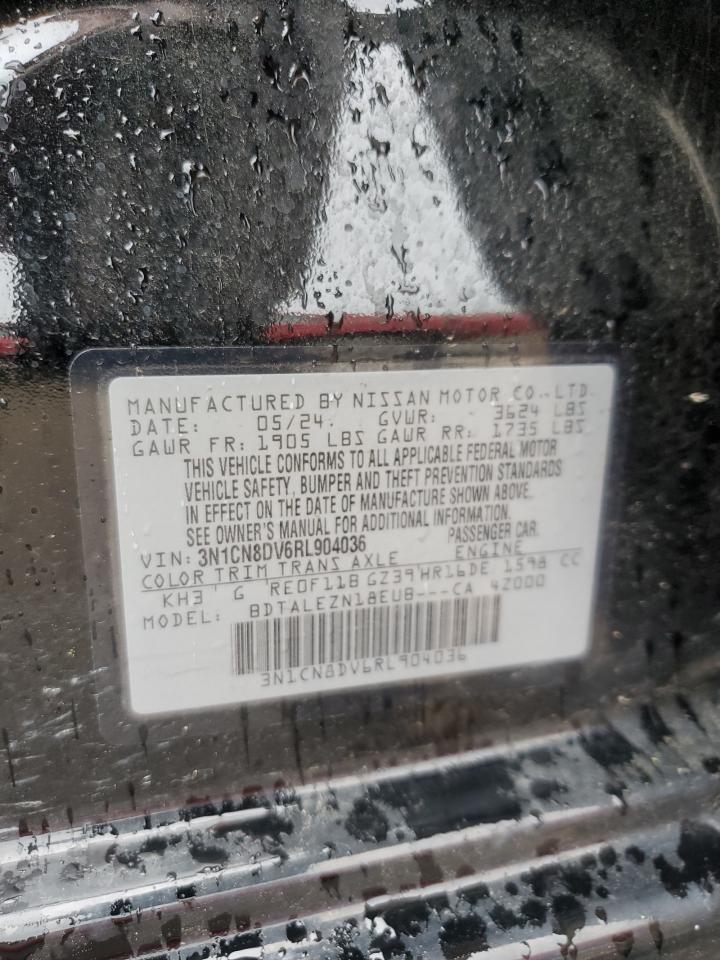 MANUFACTURED BY NISSAN MOTOR CO.,LTD.
DATE: 05/24. GVWR: 3624 LBS
GAWR FR: 1905 LBS GAWR RR: 1735 LBS
THIS VEHICLE CONFORMS TO ALL APPLICABLE FEDERAL MOTOR
VEHICLE SAFETY, BUMPER AND THEFT PREVENTION STANDARDS
IN EFFECT ON THE DATE OF MANUFACTURE SHOWN ABOVE.
SEE OWNER'S MANUAL FOR ADDITIONAL INFORMATION.
VIN: 3N1CN8DV6RL904036 PASSENGER CAR.
COLOR TRIM TRANS AXLE ENGINE
KH3 G RE0F11B GZ39 HR16DE 1598 CC
MODEL: BDTALEZN18EUB---CA 42000
3N1CN8DV6RL904036